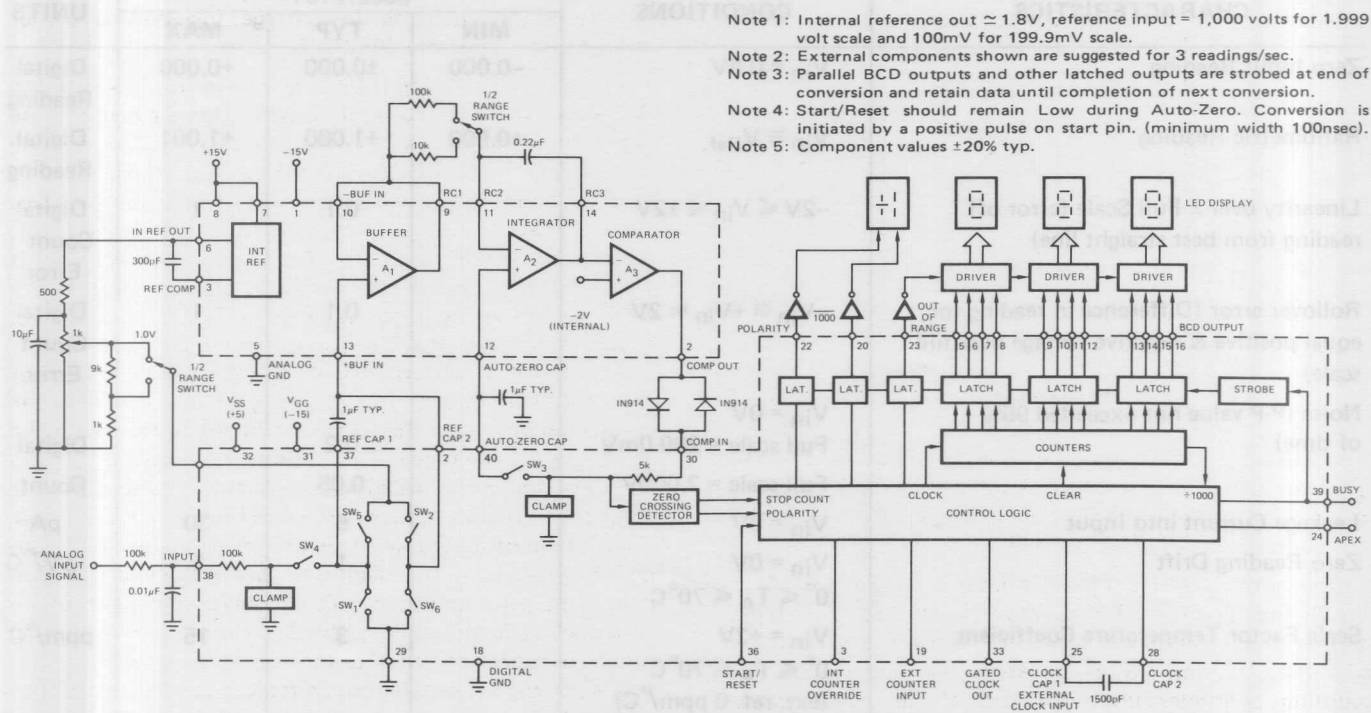 Note 1: Internal reference out ≃ 1.8V, reference input = 1,000 volts for 1.999
volt scale and 100mV for 199.9mV scale.
Note 2: External components shown are suggested for 3 readings/sec.
Note 3: Parallel BCD outputs and other latched outputs are strobed at end of
conversion and retain data until completion of next conversion.
Note 4: Start/Reset should remain Low during Auto-Zero. Conversion is
initiated by a positive pulse on start pin. (minimum width 100nsec).
Note 5: Component values ±20% typ.
100k
1/2
RANGE
SWITCH
10k
0.22µF
+15V
-15V
8
7
1
-BUF IN
10
RC1
9
RC2
11
RC3
14
LED DISPLAY
IN REF OUT
6
300pF
REF COMP
3
INT
REF
BUFFER
A1
INTEGRATOR
A2
COMPARATOR
A3
DRIVER
DRIVER
DRIVER
500
10µF
1k
9k
1k
1.0V
1/2
RANGE
SWITCH
-2V
(INTERNAL)
POLARITY
1000
OUT
OF
RANGE
BCD OUTPUT
22
20
23
5 6 7 8
9 10 11 12
13 14 15 16
5
ANALOG
GND
13
+BUF IN
12
AUTO-ZERO CAP
2
COMP OUT
1µF TYP.
1µF TYP.
IN914
IN914
LAT.
LAT.
LAT.
LATCH
LATCH
LATCH
STROBE
VSS
(+5)
32
VGG
(-15)
31
REF CAP 1
37
REF
CAP 2
2
AUTO-ZERO CAP
40
COMP IN
30
COUNTERS
SW3
5k
CLAMP
ZERO
CROSSING
DETECTOR
STOP COUNT
POLARITY
CLOCK
CLEAR
÷1000
CONTROL LOGIC
39
BUSY
24
APEX
SW5
SW2
ANALOG
INPUT
SIGNAL
100k
INPUT
38
100k
SW4
0.01µF
CLAMP
SW1
SW6
29
18
DIGITAL
GND
36
START/
RESET
3
INT
COUNTER
OVERRIDE
19
EXT
COUNTER
INPUT
33
GATED
CLOCK
OUT
25
CLOCK
CAP 1
EXTERNAL
CLOCK INPUT
28
CLOCK
CAP 2
1500pF